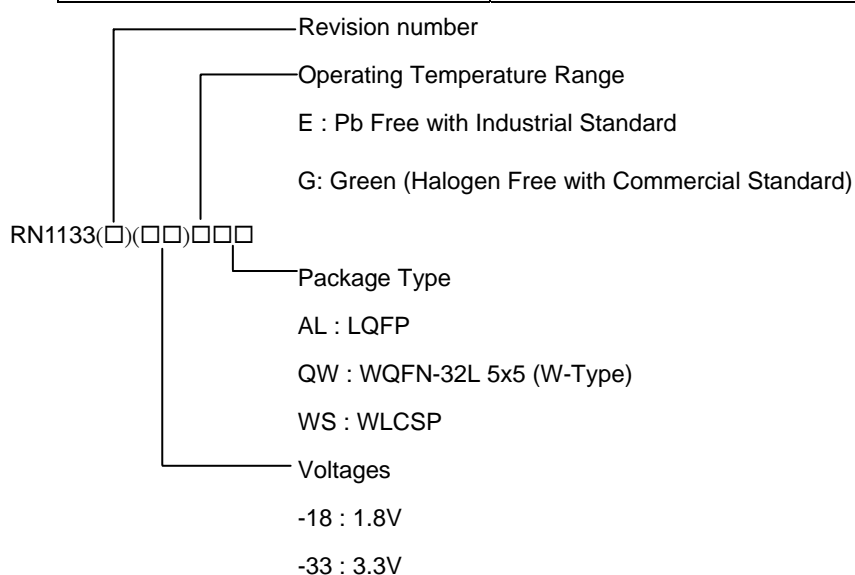 Revision number
Operating Temperature Range
E : Pb Free with Industrial Standard
G: Green (Halogen Free with Commercial Standard)
RN1133(□)(□□)□□□
Package Type
AL : LQFP
QW : WQFN-32L 5x5 (W-Type)
WS : WLCSP
Voltages
-18 : 1.8V
-33 : 3.3V